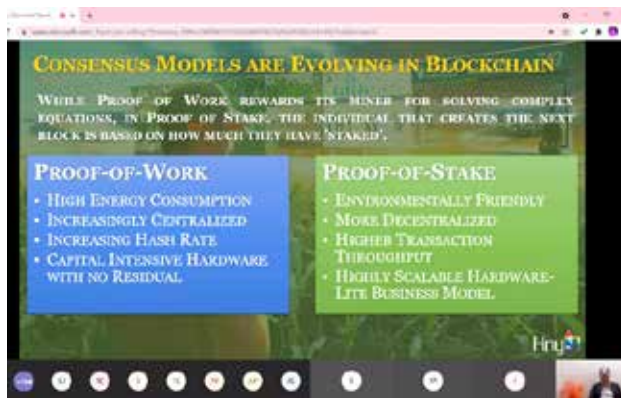 CONSENSUS MODELS ARE EVOLVING IN BLOCKCHAIN
WHILE PROOF OF WORK REWARDS ITS MINER FOR SOLVING COMPLEX
EQUATIONS, IN PROOF OF STAKE, THE INDIVIDUAL THAT CREATES THE NEXT
BLOCK IS BASED ON HOW MUCH THEY HAVE 'STAKED'.
PROOF-OF-WORK
• HIGH ENERGY CONSUMPTION
• INCREASINGLY CENTRALIZED
• INCREASING HASH RATE
• CAPITAL INTENSIVE HARDWARE
WITH NO RESIDUAL
PROOF-OF-STAKE
• ENVIRONMENTALLY FRIENDLY
• MORE DECENTRALIZED
• HIGHER TRANSACTION
THROUGHPUT
• HIGHLY SCALABLE HARDWARE-
LITE BUSINESS MODEL